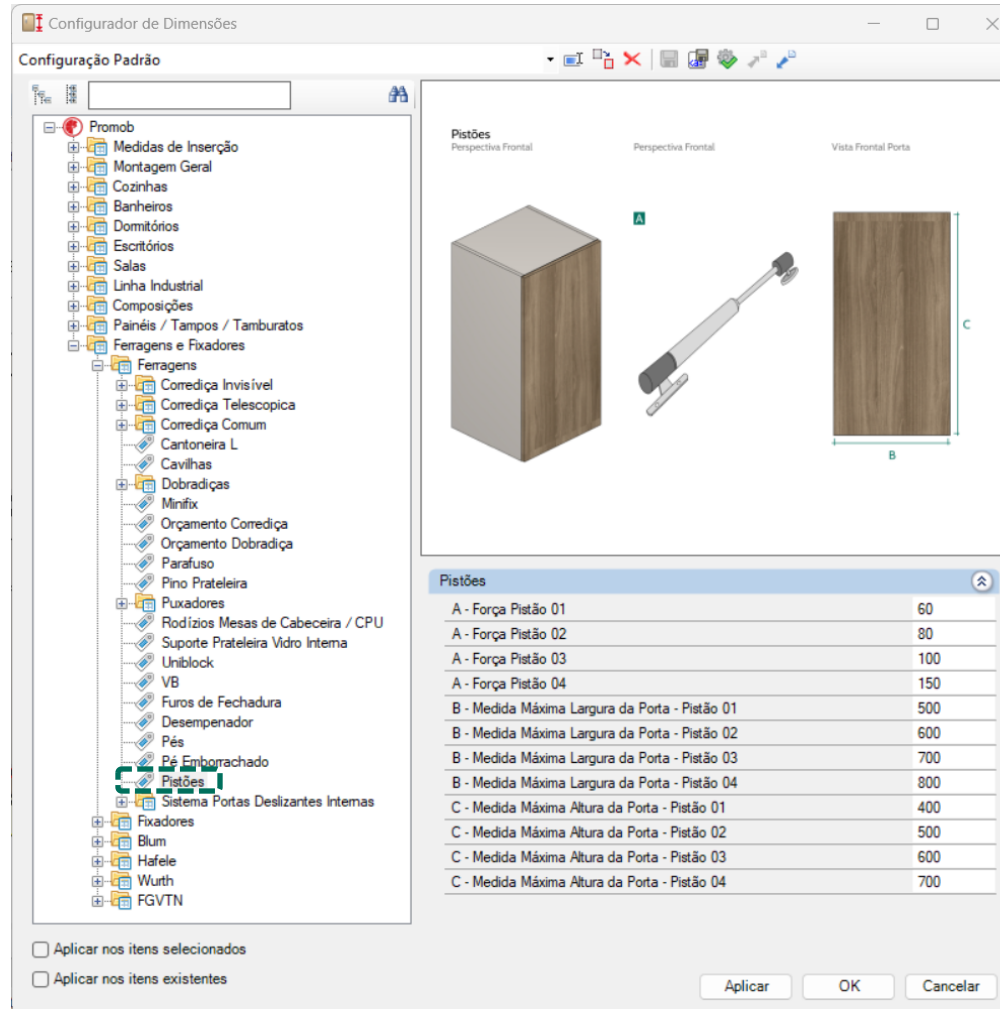 Configurador de Dimensões
Configuração Padrão
Promob
Medidas de Inserção
Montagem Geral
Cozinhas
Banheiros
Dormitórios
Escritórios
Salas
Linha Industrial
Composições
Painéis / Tampos / Tamburatos
Ferragens e Fixadores
Ferragens
Corrediça Invisível
Corrediça Telescopica
Corrediça Comum
Cantoneira L
Cavilhas
Dobradiças
Minifix
Orçamento Corrediça
Orçamento Dobradiça
Parafuso
Pino Prateleira
Puxadores
Rodízios Mesas de Cabeceira / CPU
Suporte Prateleira Vidro Interna
Uniblock
VB
Furos de Fechadura
Desempenador
Pés
Pé Emborrachado
Pistões
Sistema Portas Deslizantes Internas
Fixadores
Blum
Hafele
Wurth
FGVTN
Pistões
Perspectiva Frontal
Perspectiva Frontal
Vista Frontal Porta
A
C
B
Pistões
A - Força Pistão 01 60
A - Força Pistão 02 80
A - Força Pistão 03 100
A - Força Pistão 04 150
B - Medida Máxima Largura da Porta - Pistão 01 500
B - Medida Máxima Largura da Porta - Pistão 02 600
B - Medida Máxima Largura da Porta - Pistão 03 700
B - Medida Máxima Largura da Porta - Pistão 04 800
C - Medida Máxima Altura da Porta - Pistão 01 400
C - Medida Máxima Altura da Porta - Pistão 02 500
C - Medida Máxima Altura da Porta - Pistão 03 600
C - Medida Máxima Altura da Porta - Pistão 04 700
Aplicar nos itens selecionados
Aplicar nos itens existentes
Aplicar OK Cancelar